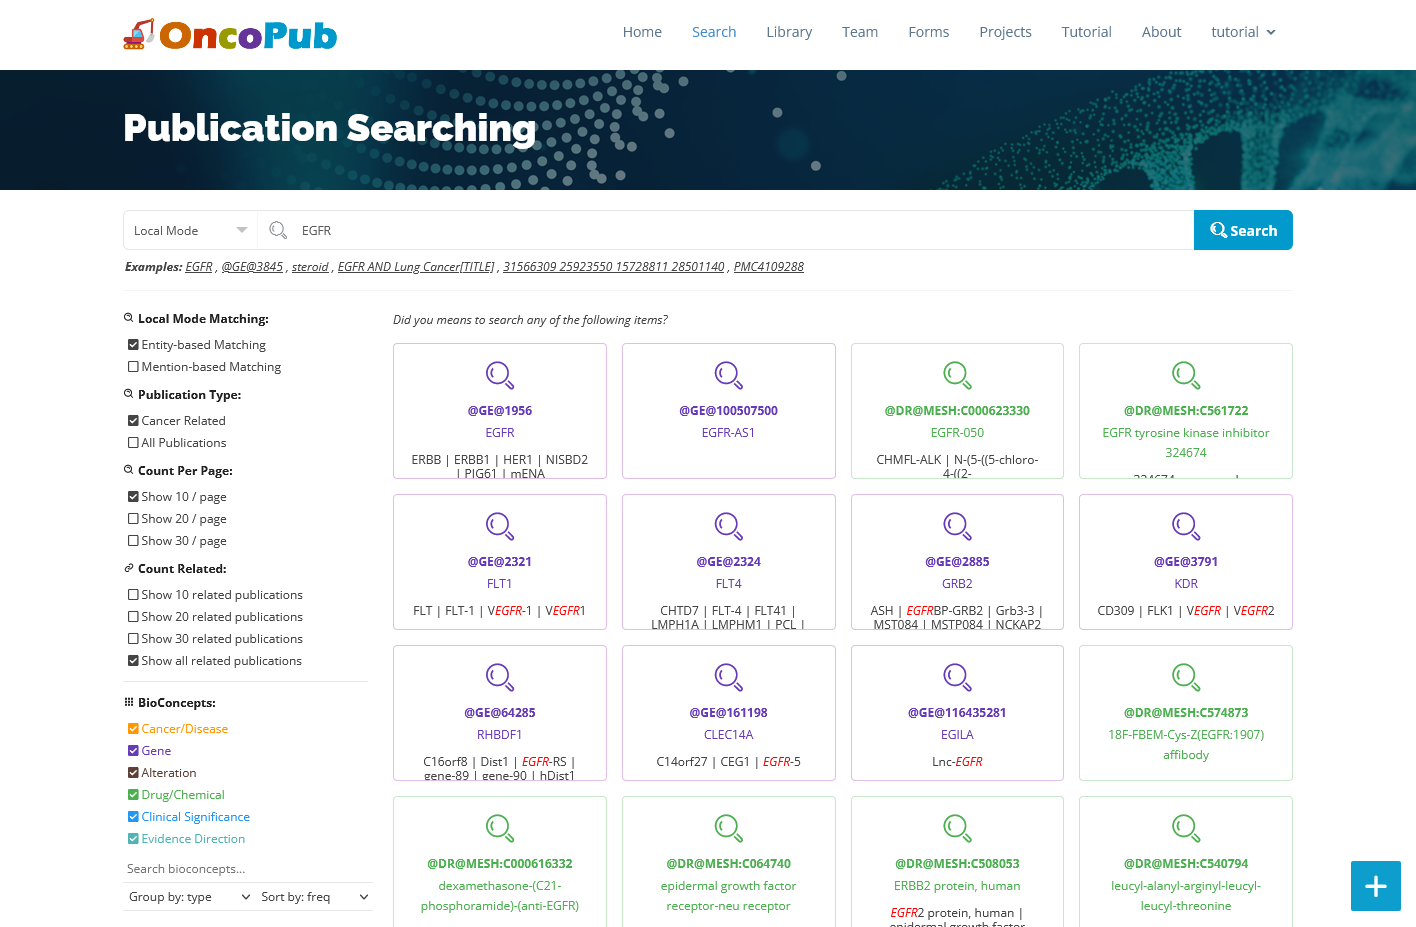 OncoPub
Home Search Library Team Forms Projects Tutorial About tutorial
Publication Searching
Local Mode EGFR Search
Examples: EGFR , @GE@3845 , steroid , EGFR AND Lung Cancer[TITLE] , 31566309 25923550 15728811 28501140 , PMC4109288
Local Mode Matching:
Entity-based Matching
Mention-based Matching
Publication Type:
Cancer Related
All Publications
Count Per Page:
Show 10 / page
Show 20 / page
Show 30 / page
Count Related:
Show 10 related publications
Show 20 related publications
Show 30 related publications
Show all related publications
BioConcepts:
Cancer/Disease
Gene
Alteration
Drug/Chemical
Clinical Significance
Evidence Direction
Search bioconcepts...
Group by: type Sort by: freq
Did you means to search any of the following items?
@GE@1956
EGFR
ERBB | ERBB1 | HER1 | NISBD2
| PIG61 | mENA
@GE@100507500
EGFR-AS1
@DR@MESH:C000623330
EGFR-050
CHMFL-ALK | N-(5-((5-chloro-
4-((2-
@DR@MESH:C561722
EGFR tyrosine kinase inhibitor
324674
@GE@2321
FLT1
FLT | FLT-1 | VEGFR-1 | VEGFR1
@GE@2324
FLT4
CHTD7 | FLT-4 | FLT41 |
LMPH1A | LMPHM1 | PCL |
@GE@2885
GRB2
ASH | EGFRBP-GRB2 | Grb3-3 |
MST084 | MSTP084 | NCKAP2
@GE@3791
KDR
CD309 | FLK1 | VEGFR | VEGFR2
@GE@64285
RHBDF1
C16orf8 | Dist1 | EGFR-RS |
gene-89 | gene-90 | hDist1
@GE@161198
CLEC14A
C14orf27 | CEG1 | EGFR-5
@GE@116435281
EGILA
Lnc-EGFR
@DR@MESH:C574873
18F-FBEM-Cys-Z(EGFR:1907)
affibody
@DR@MESH:C000616332
dexamethasone-(C21-
phosphoramide)-(anti-EGFR)
@DR@MESH:C064740
epidermal growth factor
receptor-neu receptor
@DR@MESH:C508053
ERBB2 protein, human
EGFR2 protein, human |
epidermal growth factor
@DR@MESH:C540794
leucyl-alanyl-arginyl-leucyl-
leucyl-threonine